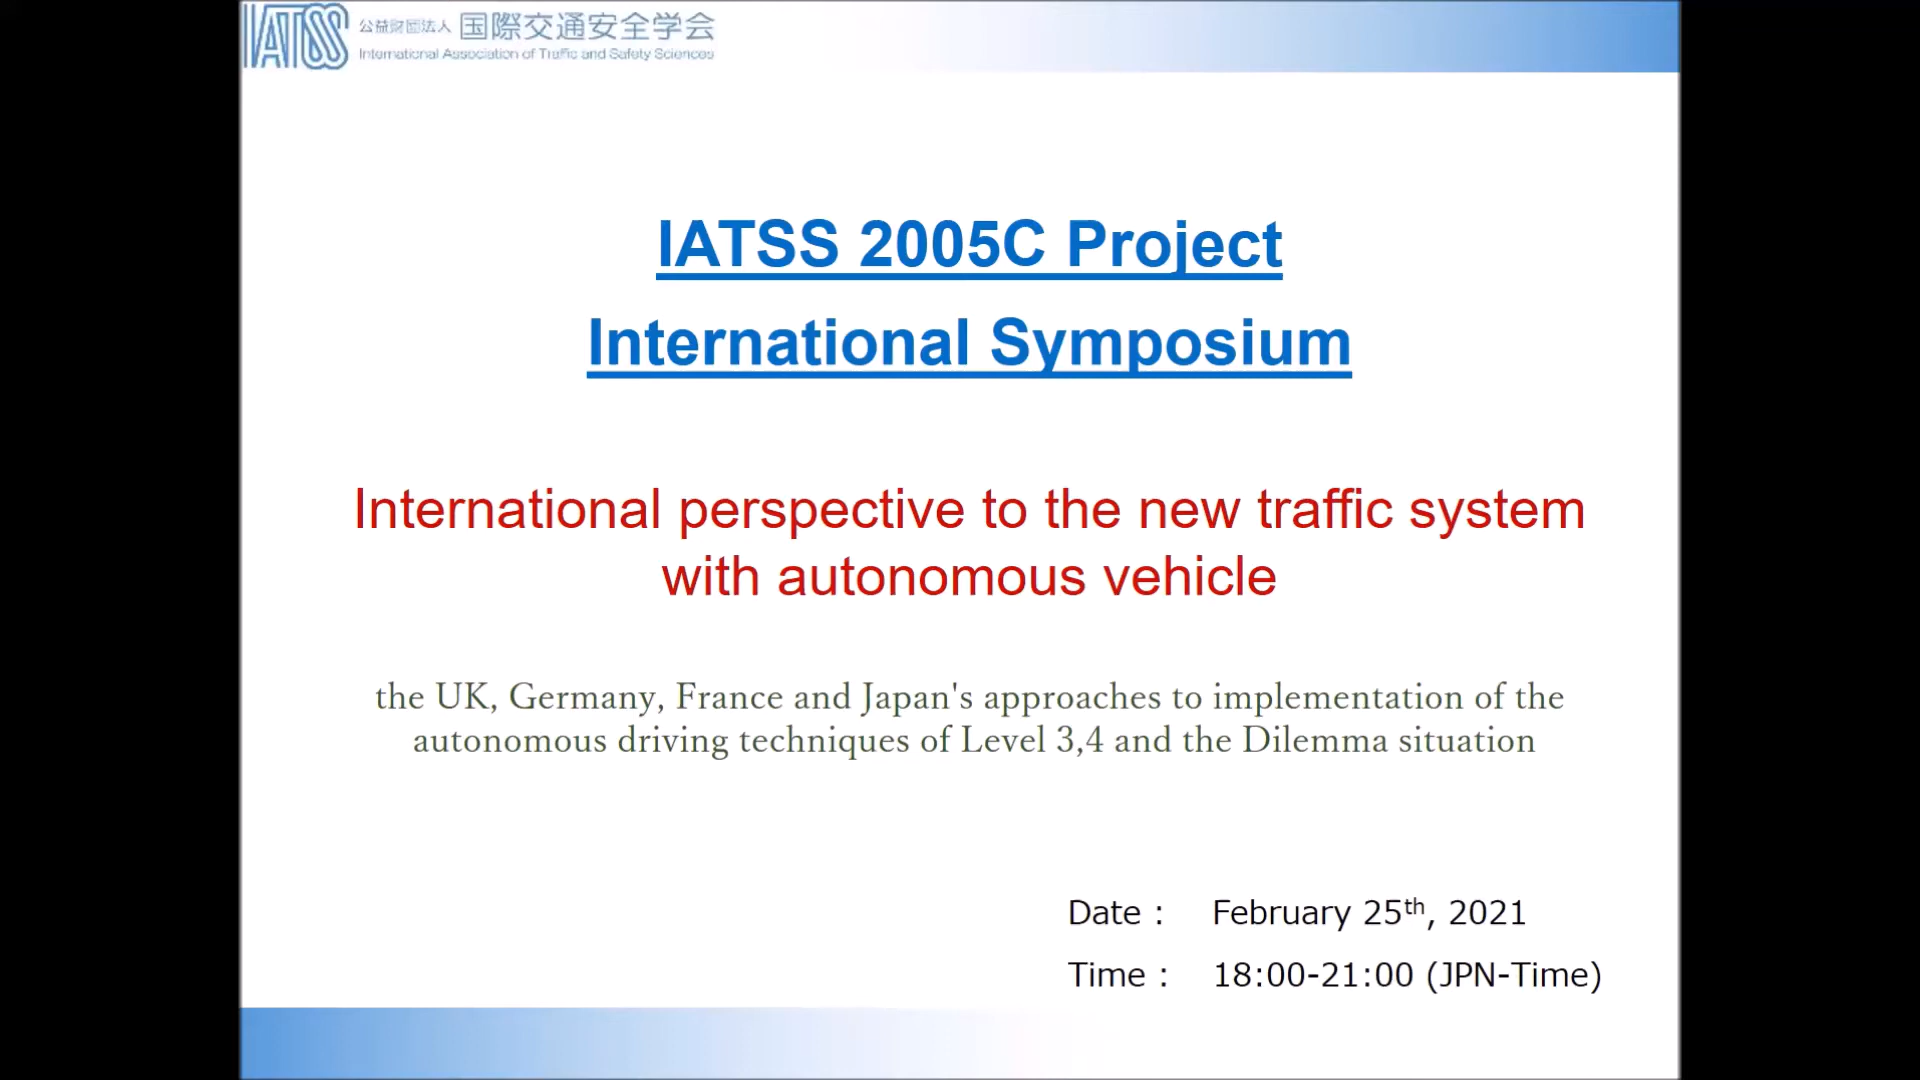 IATSS 公益財団法人 国際交通安全学会
International Association of Traffic and Safety Sciences
IATSS 2005C Project
International Symposium
International perspective to the new traffic system
with autonomous vehicle
the UK, Germany, France and Japan's approaches to implementation of the
autonomous driving techniques of Level 3,4 and the Dilemma situation
Date : February 25th, 2021
Time : 18:00-21:00 (JPN-Time)